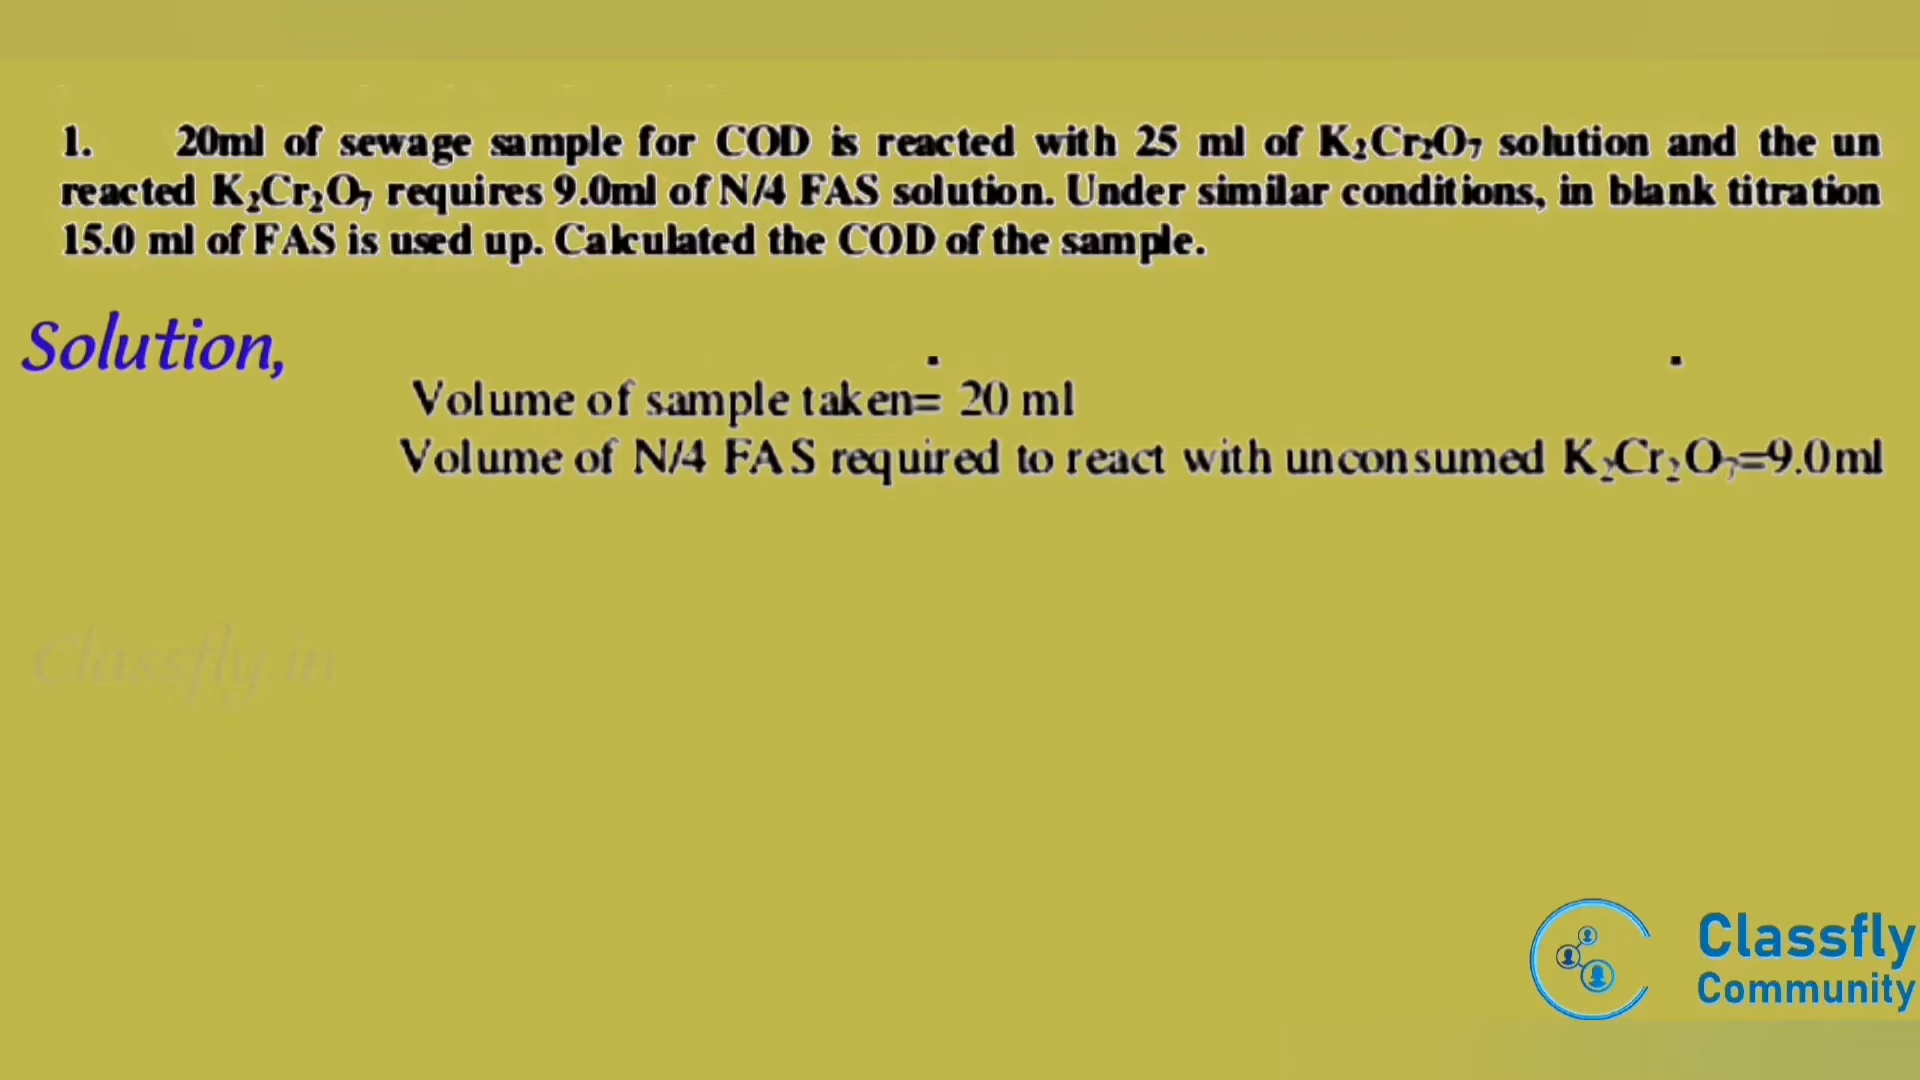 1. 20ml of sewage sample for COD is reacted with 25 ml of K₂Cr₂O₇ solution and the un
reacted K₂Cr₂O₇ requires 9.0ml of N/4 FAS solution. Under similar conditions, in blank titration
15.0 ml of FAS is used up. Calculated the COD of the sample.
Solution,
Volume of sample taken= 20 ml
Volume of N/4 FAS required to react with unconsumed K₂Cr₂O₇=9.0ml
Classfly.in
Classfly
Community